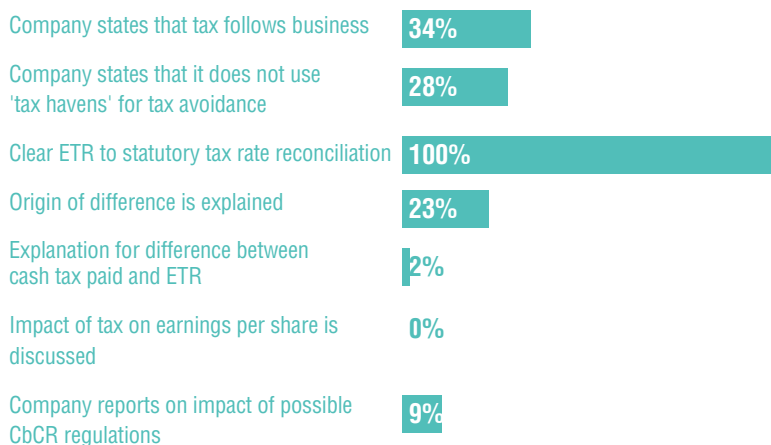 Company states that tax follows business 34%
Company states that it does not use
'tax havens' for tax avoidance 28%
Clear ETR to statutory tax rate reconciliation 100%
Origin of difference is explained 23%
Explanation for difference between
cash tax paid and ETR 2%
Impact of tax on earnings per share is
discussed 0%
Company reports on impact of possible
CbCR regulations 9%